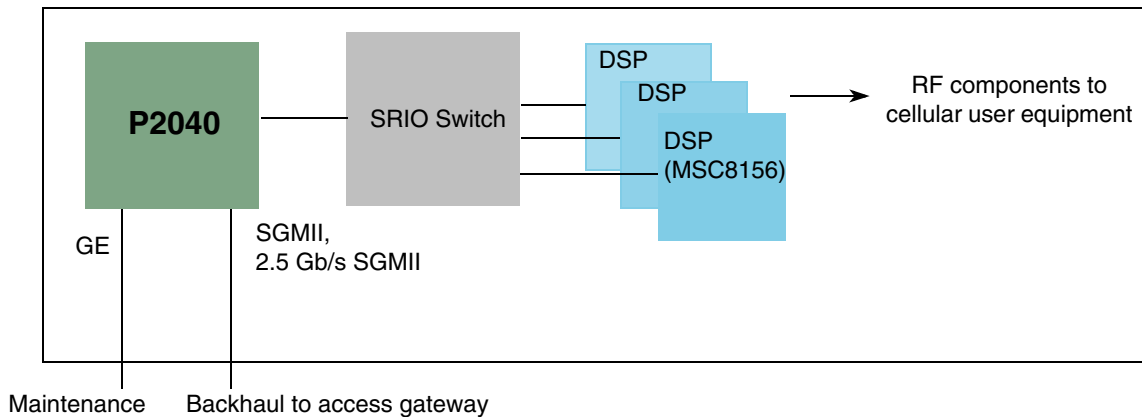 P2040
SRIO Switch
DSP
DSP
DSP
(MSC8156)
RF components to
cellular user equipment
GE
SGMII,
2.5 Gb/s SGMII
Maintenance
Backhaul to access gateway